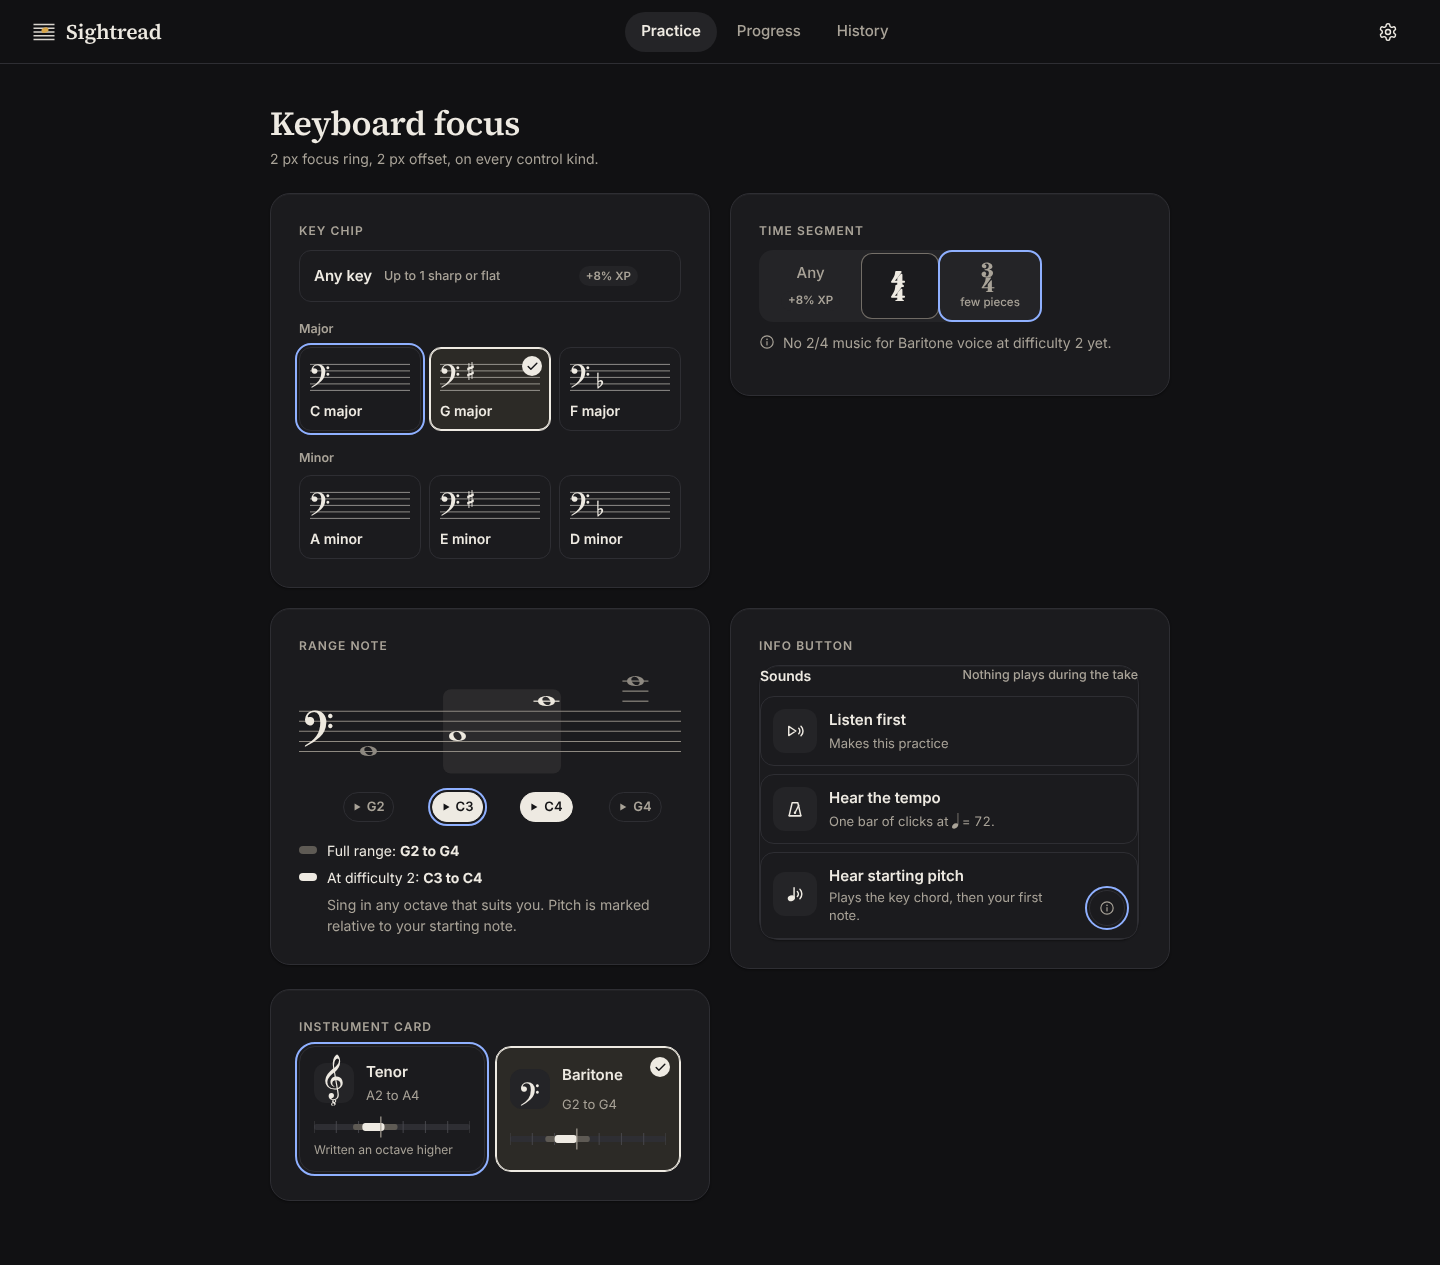 Sightread
Practice
Progress
History
Keyboard focus
2 px focus ring, 2 px offset, on every control kind.
KEY CHIP
Any key Up to 1 sharp or flat +8% XP
Major
C major
G major
F major
Minor
A minor
E minor
D minor
TIME SEGMENT
Any
+8% XP
4
4
3
4
few pieces
No 2/4 music for Baritone voice at difficulty 2 yet.
RANGE NOTE
G2
C3
C4
G4
Full range: G2 to G4
At difficulty 2: C3 to C4
Sing in any octave that suits you. Pitch is marked
relative to your starting note.
INFO BUTTON
Sounds
Nothing plays during the take
Listen first
Makes this practice
Hear the tempo
One bar of clicks at ♩ = 72.
Hear starting pitch
Plays the key chord, then your first
note.
INSTRUMENT CARD
Tenor
A2 to A4
Written an octave higher
Baritone
G2 to G4